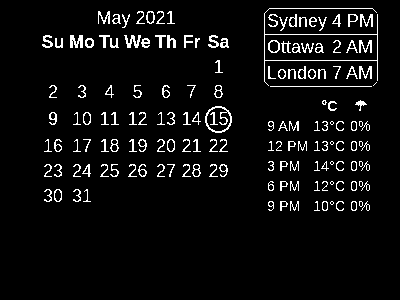 May 2021
Su Mo Tu We Th Fr Sa
1
2 3 4 5 6 7 8
9 10 11 12 13 14 15
16 17 18 19 20 21 22
23 24 25 26 27 28 29
30 31
Sydney 4 PM
Ottawa 2 AM
London 7 AM
°C ☂
9 AM 13°C 0%
12 PM 13°C 0%
3 PM 14°C 0%
6 PM 12°C 0%
9 PM 10°C 0%